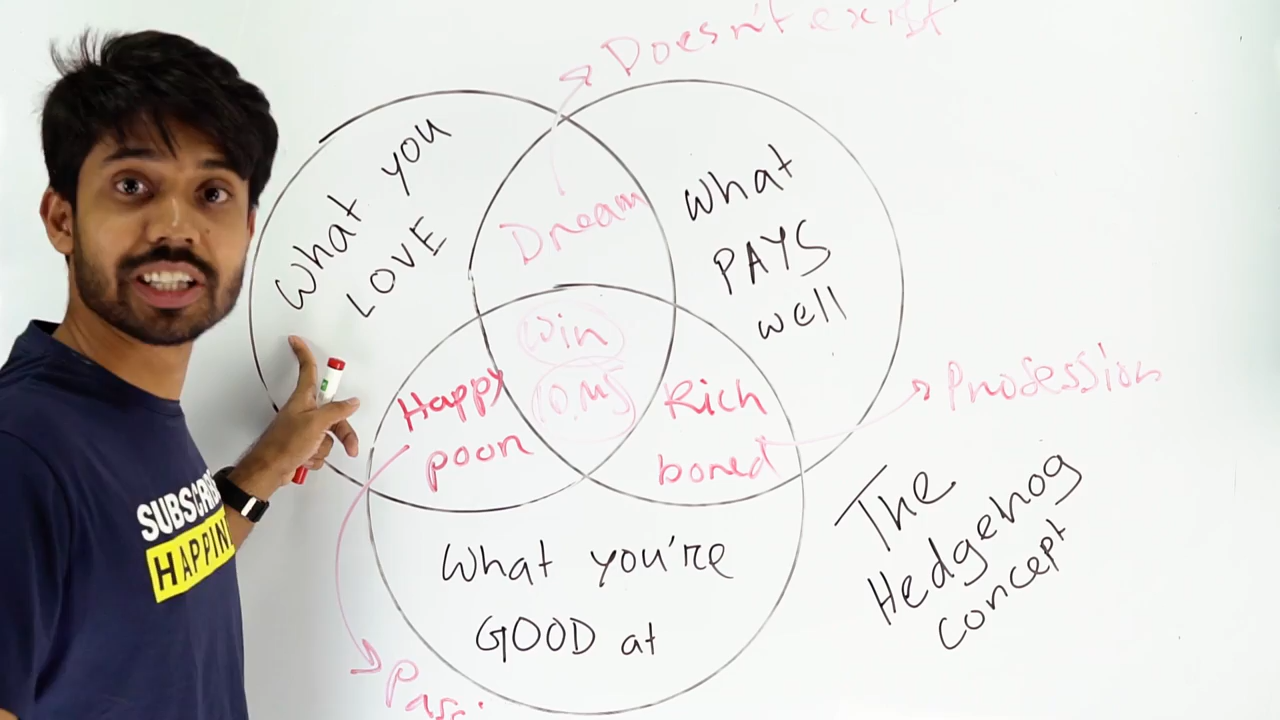 Doesn't exist
What you
LOVE
Dream
What
PAYS
well
Win
Happy
poor
Rich
bored
Profession
What you're
GOOD at
The
Hedgehog
concept
SUBSCRIBE